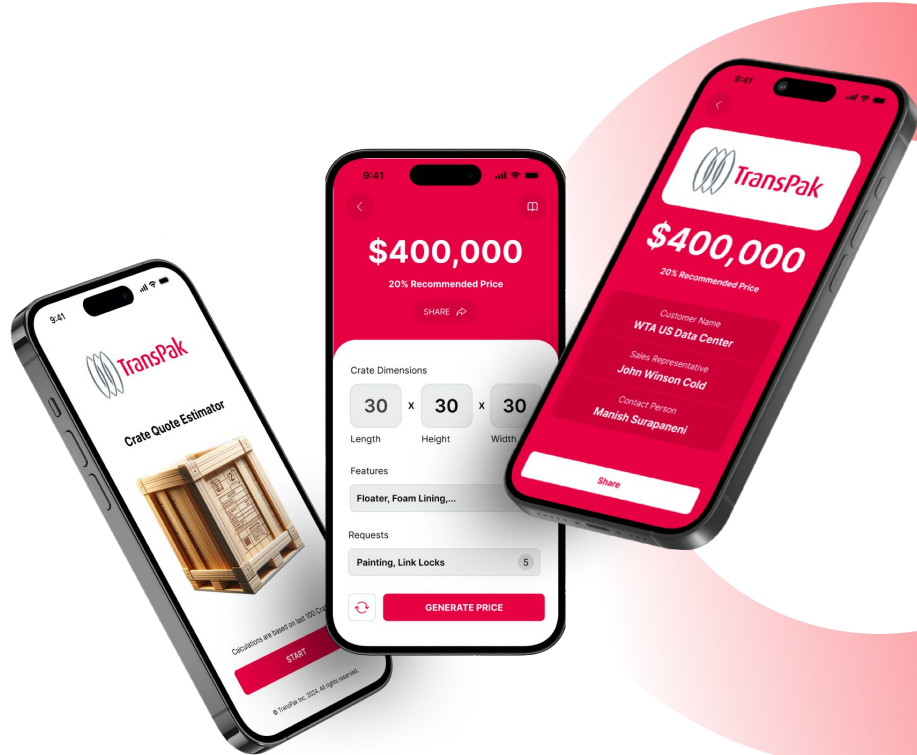 9:41
TransPak
Crate Quote Estimator
Calculations are based on last 100
START
© TransPak Inc. 2024. All rights reserved.
9:41
$400,000
20% Recommended Price
SHARE
Crate Dimensions
30 x 30 x 30
Length Height Width
Features
Floater, Foam Lining,...
Requests
Painting, Link Locks 5
GENERATE PRICE
9:41
TransPak
$400,000
20% Recommended Price
Customer Name
WTA US Data Center
Sales Representative
John Winson Cold
Contact Person
Manish Surapaneni
Share